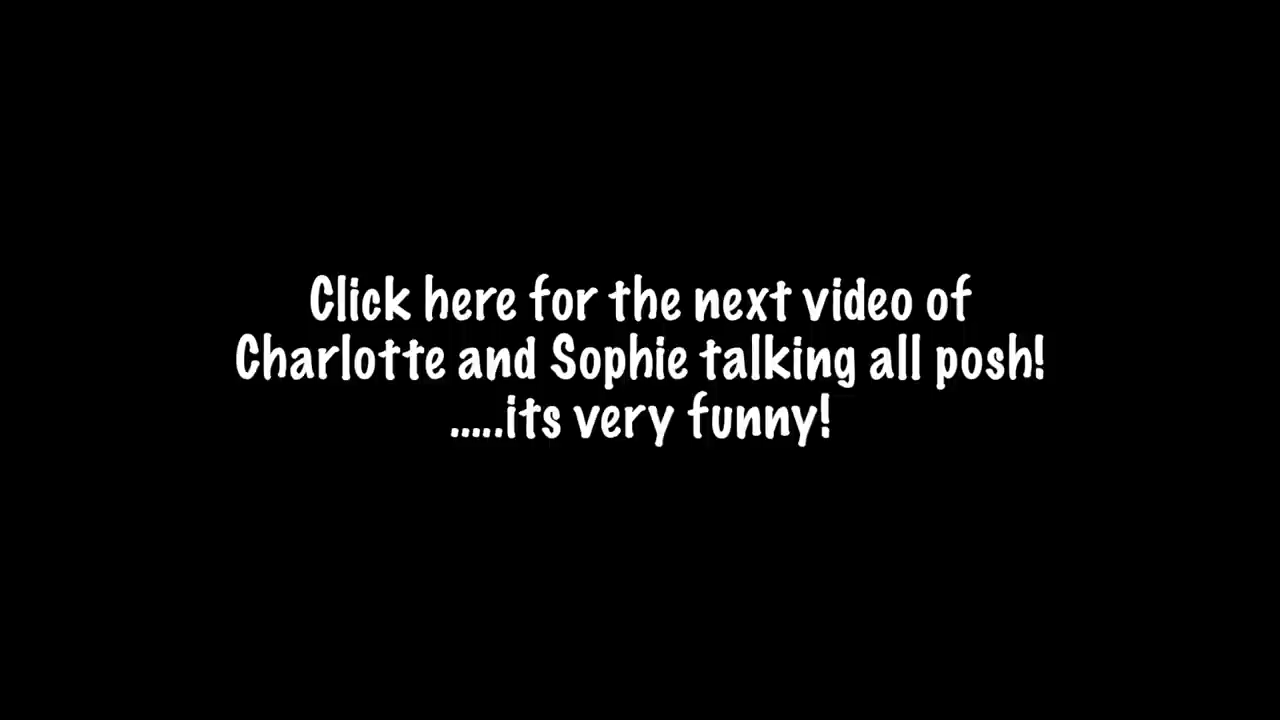 Click here for the next video of
Charlotte and Sophie talking all posh!
.....its very funny!